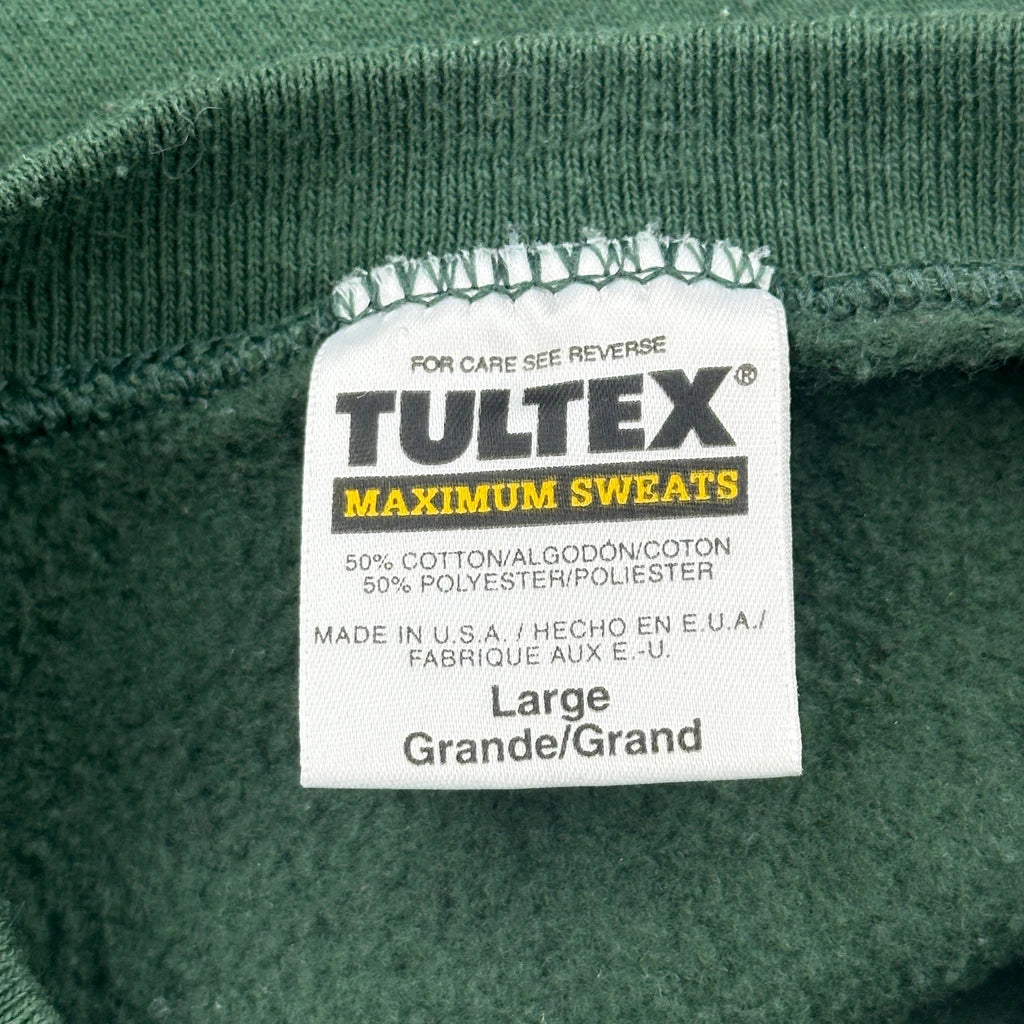 FOR CARE SEE REVERSE
TULTEX®
MAXIMUM SWEATS
50% COTTON/ALGODÓN/COTON
50% POLYESTER/POLIESTER
MADE IN U.S.A. / HECHO EN E.U.A./
FABRIQUE AUX E.-U.
Large
Grande/Grand